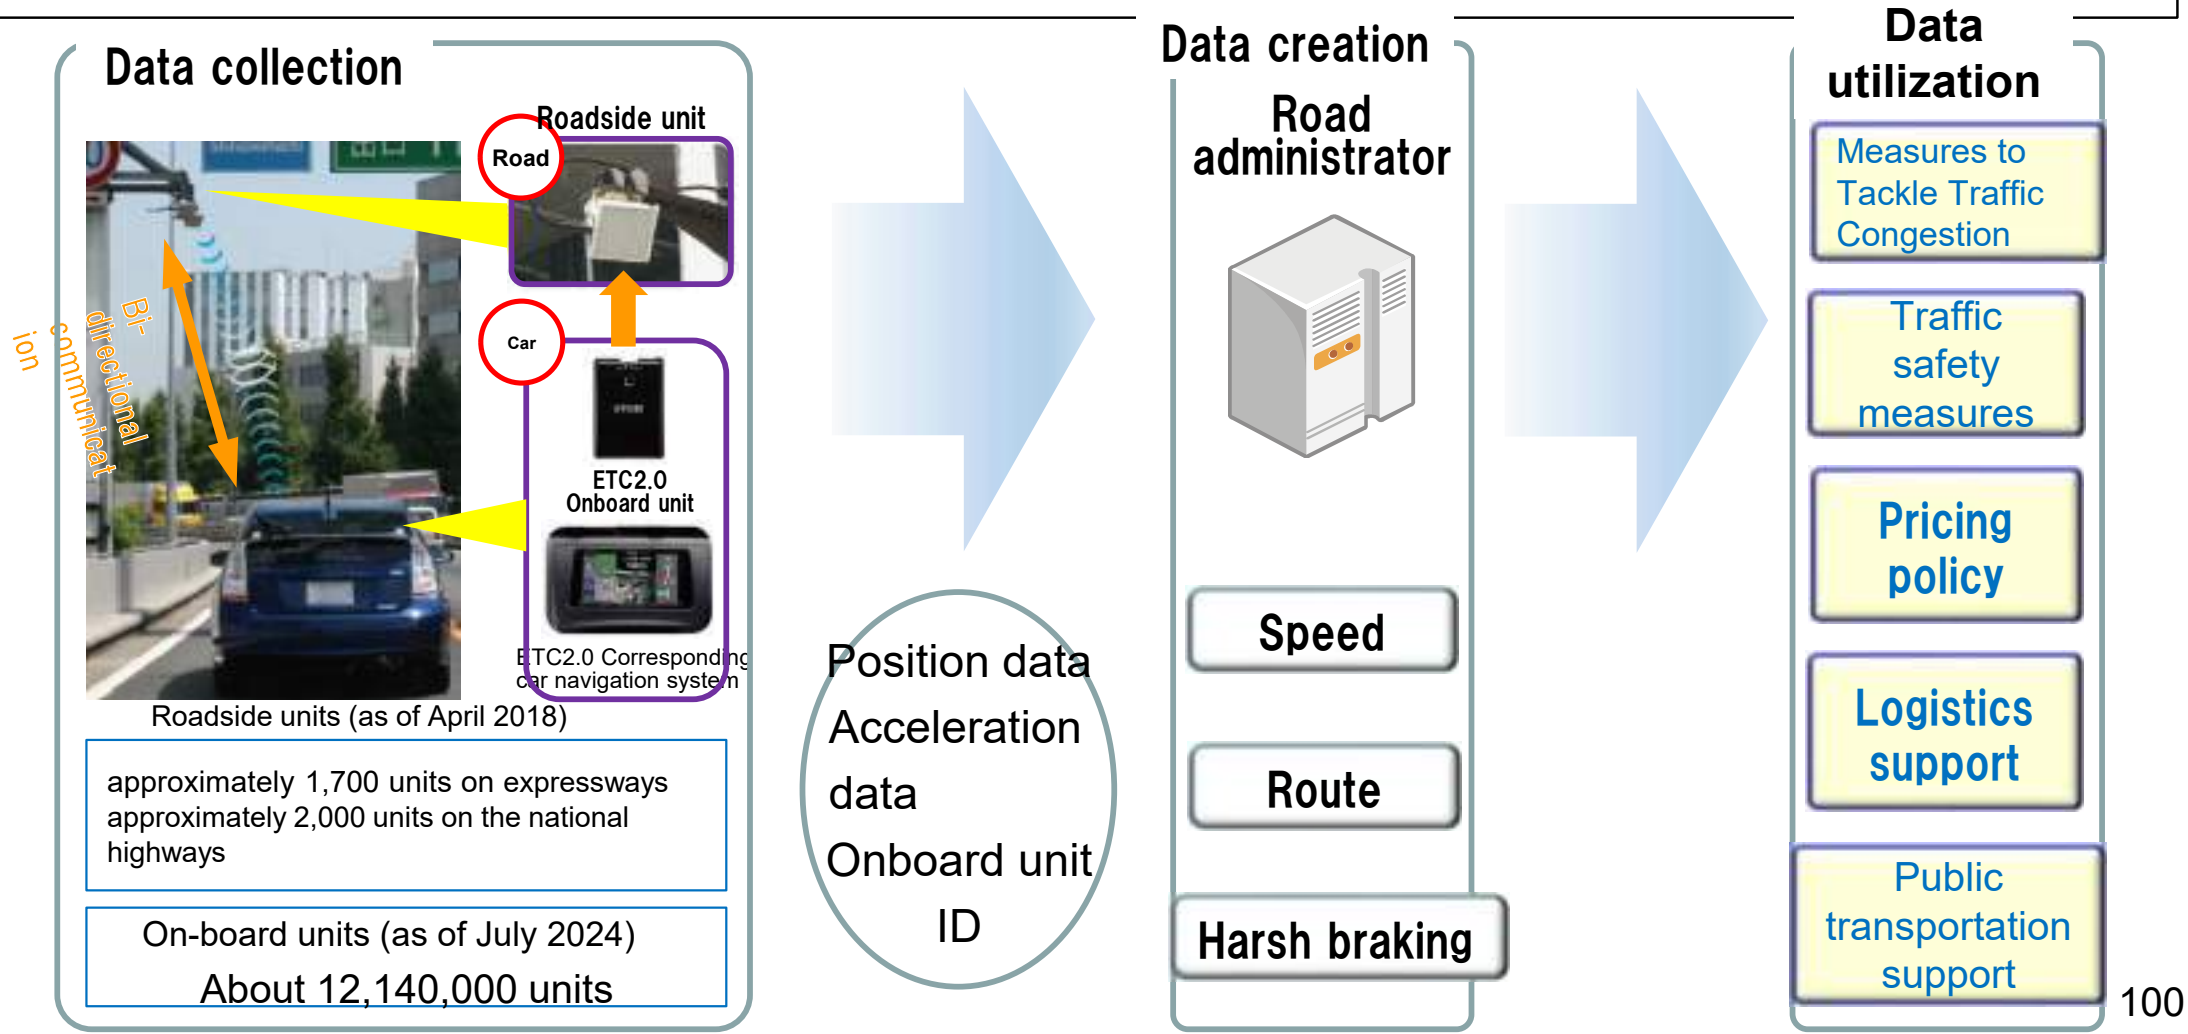 Data collection
Roadside unit
Road
Car
Bi-
directional
communicat
ion
ETC2.0
Onboard unit
ETC2.0 Corresponding
car navigation system
Roadside units (as of April 2018)
approximately 1,700 units on expressways
approximately 2,000 units on the national
highways
On-board units (as of July 2024)
About 12,140,000 units
Position data
Acceleration
data
Onboard unit
ID
Data creation
Road
administrator
Speed
Route
Harsh braking
Data
utilization
Measures to
Tackle Traffic
Congestion
Traffic
safety
measures
Pricing
policy
Logistics
support
Public
transportation
support
100